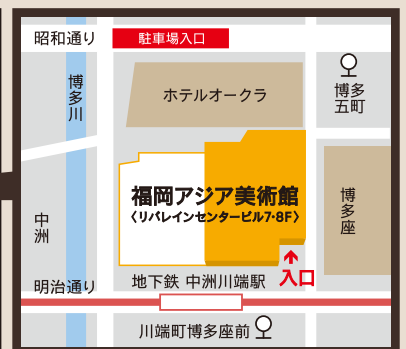 昭和通り
駐車場入口
博多川
ホテルオークラ
博多
五町
福岡アジア美術館
〈リバレインセンタービル7・8F〉
博多座
中洲
入口
地下鉄 中洲川端駅
明治通り
川端町博多座前